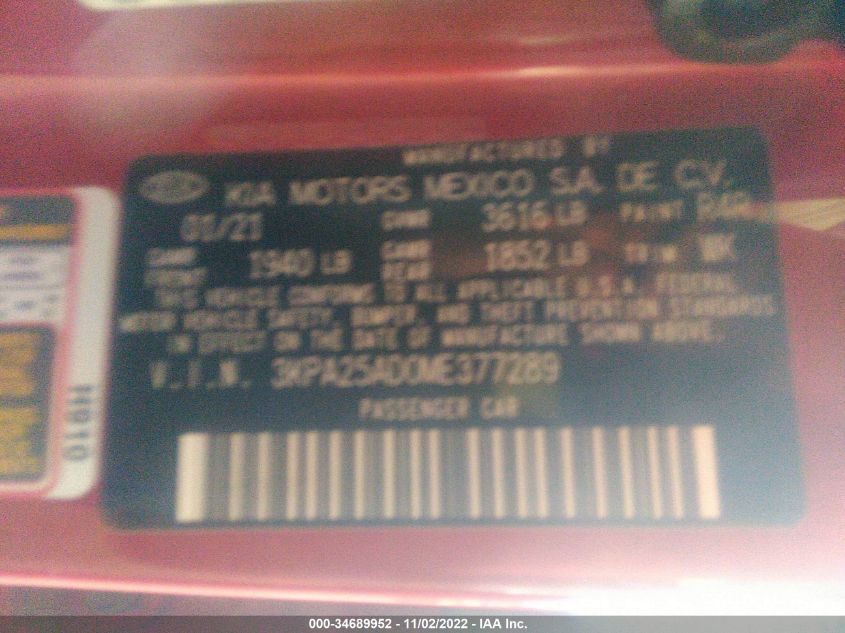 MANUFACTURED BY
KIA MOTORS MEXICO S.A. DE C.V.
01/21 GVWR 3616 LB PAINT R4R
GAWR FRONT 1940 LB GAWR REAR 1852 LB TRIM WK
THIS VEHICLE CONFORMS TO ALL APPLICABLE U.S.A. FEDERAL
MOTOR VEHICLE SAFETY, BUMPER, AND THEFT PREVENTION STANDARDS
IN EFFECT ON THE DATE OF MANUFACTURE SHOWN ABOVE.
V.I.N. 3KPA25AD0ME377289
PASSENGER CAR
H910
000-34689952 - 11/02/2022 - IAA Inc.